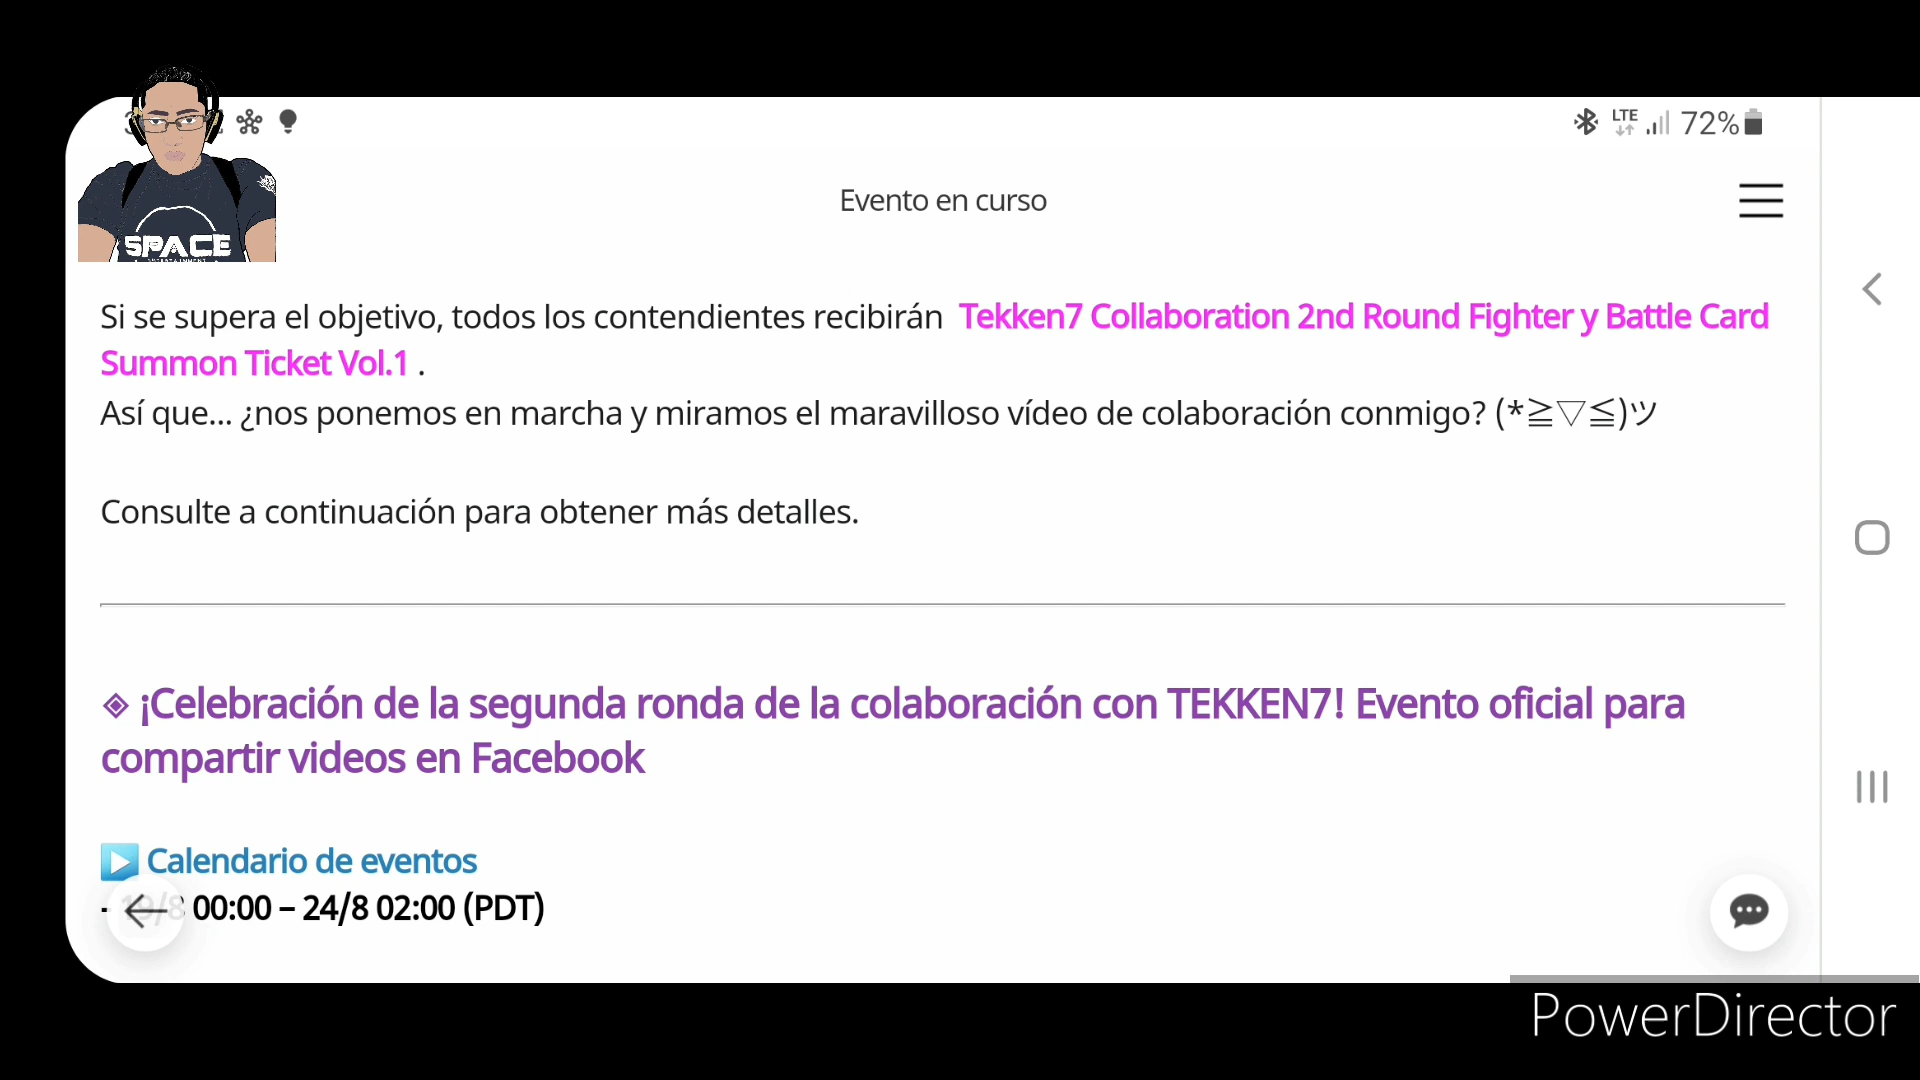 LTE 72%
Evento en curso
SPACE
Si se supera el objetivo, todos los contendientes recibirán Tekken7 Collaboration 2nd Round Fighter y Battle Card
Summon Ticket Vol.1 .
Así que... ¿nos ponemos en marcha y miramos el maravilloso vídeo de colaboración conmigo? (*≧▽≦)ツ
Consulte a continuación para obtener más detalles.
◈ ¡Celebración de la segunda ronda de la colaboración con TEKKEN7! Evento oficial para
compartir videos en Facebook
▶ Calendario de eventos
- 19/8 00:00 – 24/8 02:00 (PDT)
PowerDirector